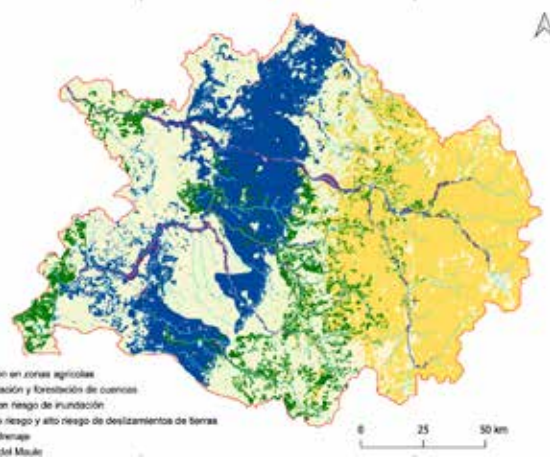 en zonas agrícolas
ación y forestación de cuencas
en riesgo de inundación
riesgo y alto riesgo de deslizamientos de tierras
drenaje
del Maule
0 25 50 km